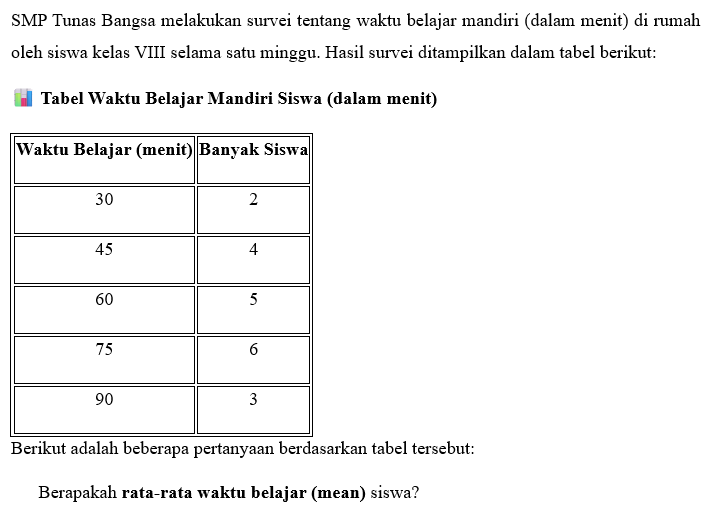 SMP Tunas Bangsa melakukan survei tentang waktu belajar mandiri (dalam menit) di rumah
oleh siswa kelas VIII selama satu minggu. Hasil survei ditampilkan dalam tabel berikut:
Tabel Waktu Belajar Mandiri Siswa (dalam menit)
Waktu Belajar (menit) Banyak Siswa
30 2
45 4
60 5
75 6
90 3
Berikut adalah beberapa pertanyaan berdasarkan tabel tersebut:
Berapakah rata-rata waktu belajar (mean) siswa?